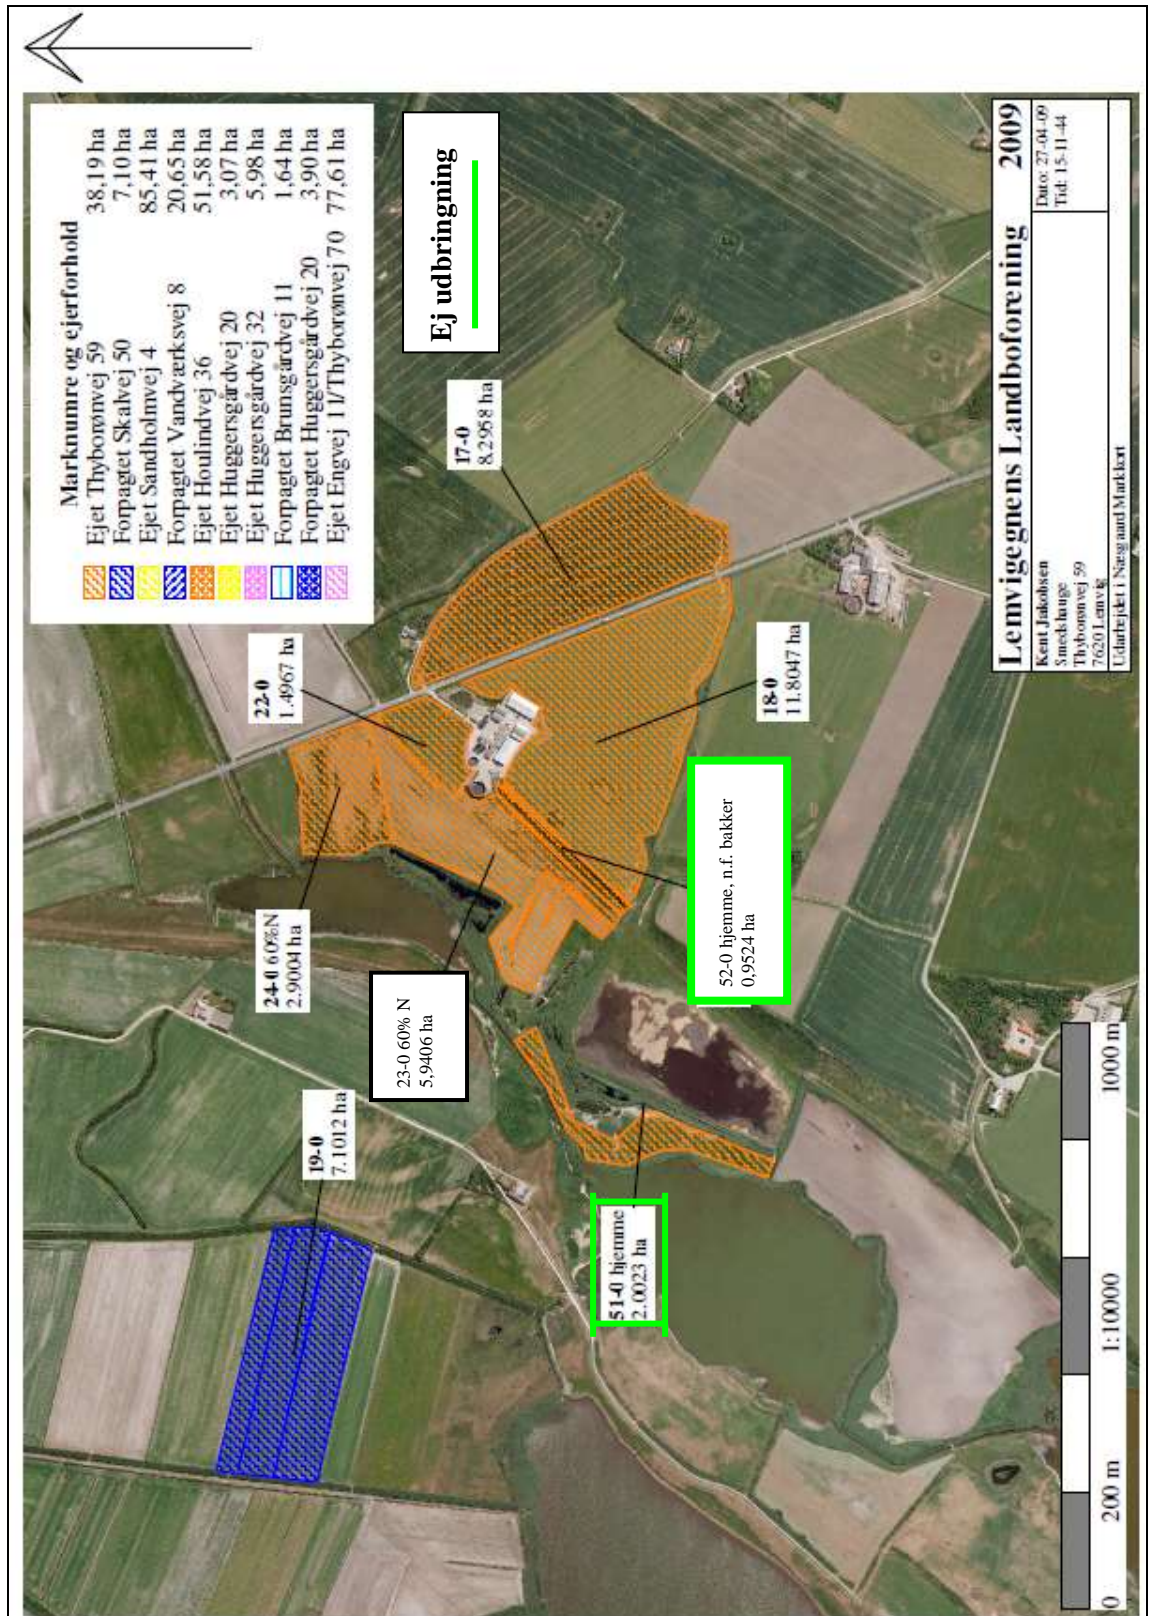 Marknumre og ejerforhold
Ejet Thyborønvej 59 38,19 ha
Forpagtet Skalvej 50 7,10 ha
Ejet Sandholmvej 4 85,41 ha
Forpagtet Vandværksvej 8 20,65 ha
Ejet Houlindvej 36 51,58 ha
Ejet Huggersgårdvej 20 3,07 ha
Ejet Huggersgårdvej 32 5,98 ha
Forpagtet Brunsgårdvej 11 1,64 ha
Forpagtet Huggersgårdvej 20 3,90 ha
Ejet Engvej 11/Thyborønvej 70 77,61 ha
Ej udbringning
17-0
8.2958 ha
22-0
1.4967 ha
18-0
11.8047 ha
24-0 60%N
2.9004 ha
23-0 60% N
5,9406 ha
52-0 hjemme, n.f. bakker
0,9524 ha
19-0
7.1012 ha
51-0 hjemme
2.0023 ha
Lemvigegnens Landboforening 2009
Kent Jakobsen
Smedshauge
Thyborønvej 59
7620 Lemvig
Dato: 27-04-09
Tid: 15-11-44
Udarbejdet i Næsgaard Markkort
0 200 m 1:10000 1000 m